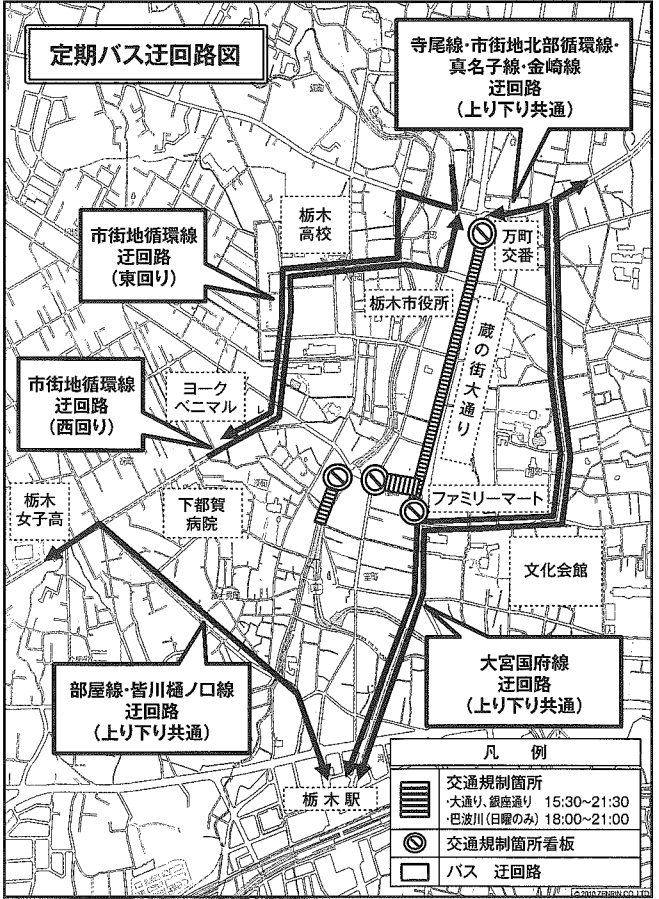 定期バス迂回路図
寺尾線・市街地北部循環線・
真名子線・金崎線
迂回路
(上り下り共通)
栃木
高校
市街地循環線
迂回路
(東回り)
万町
交番
栃木市役所
蔵の街大通り
市街地循環線
迂回路
(西回り)
ヨーク
ベニマル
栃木
女子高
下都賀
病院
ファミリーマート
文化会館
部屋線・皆川樋ノ口線
迂回路
(上り下り共通)
大宮国府線
迂回路
(上り下り共通)
栃木駅
凡 例
交通規制箇所
・大通り、銀座通り 15:30~21:30
・巴波川(日曜のみ) 18:00~21:00
交通規制箇所看板
バス 迂回路
©2010 ZENRIN CO.,LTD.